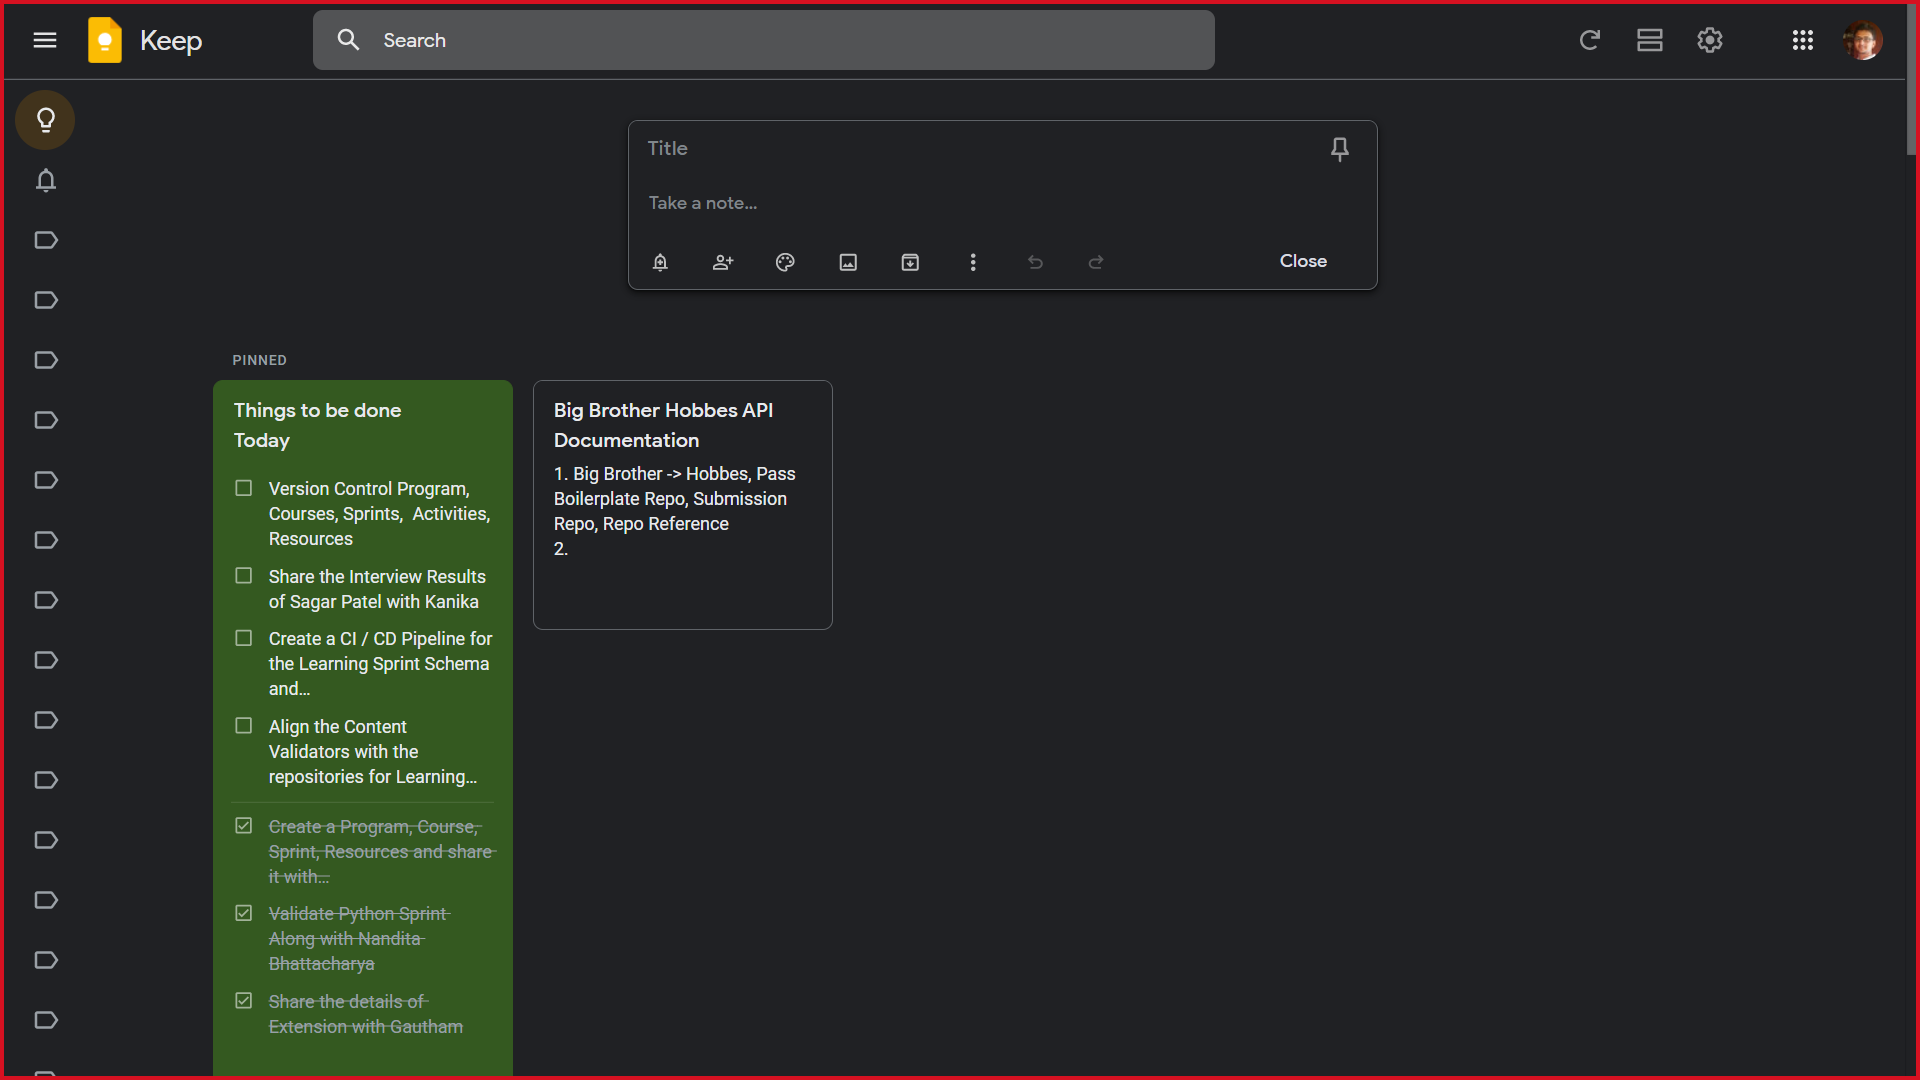 Keep
Search
Title
Take a note...
Close
PINNED
Things to be done
Today
Version Control Program,
Courses, Sprints,  Activities,
Resources
Share the Interview Results
of Sagar Patel with Kanika
Create a CI / CD Pipeline for
the Learning Sprint Schema
and...
Align the Content
Validators with the
repositories for Learning...
Create a Program, Course,
Sprint, Resources and share
it with...
Validate Python Sprint
Along with Nandita
Bhattacharya
Share the details of
Extension with Gautham
Big Brother Hobbes API
Documentation
1. Big Brother -> Hobbes, Pass
Boilerplate Repo, Submission
Repo, Repo Reference
2.